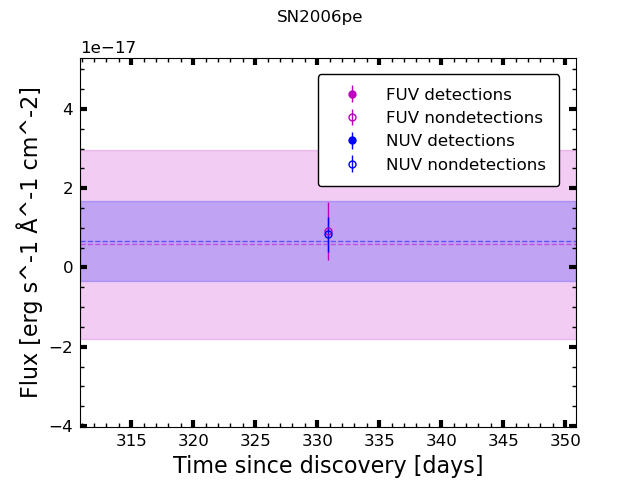 SN2006pe
1e−17
FUV detections
FUV nondetections
NUV detections
NUV nondetections
4
2
0
−2
−4
Flux [erg s^-1 Å^-1 cm^-2]
315 320 325 330 335 340 345 350
Time since discovery [days]